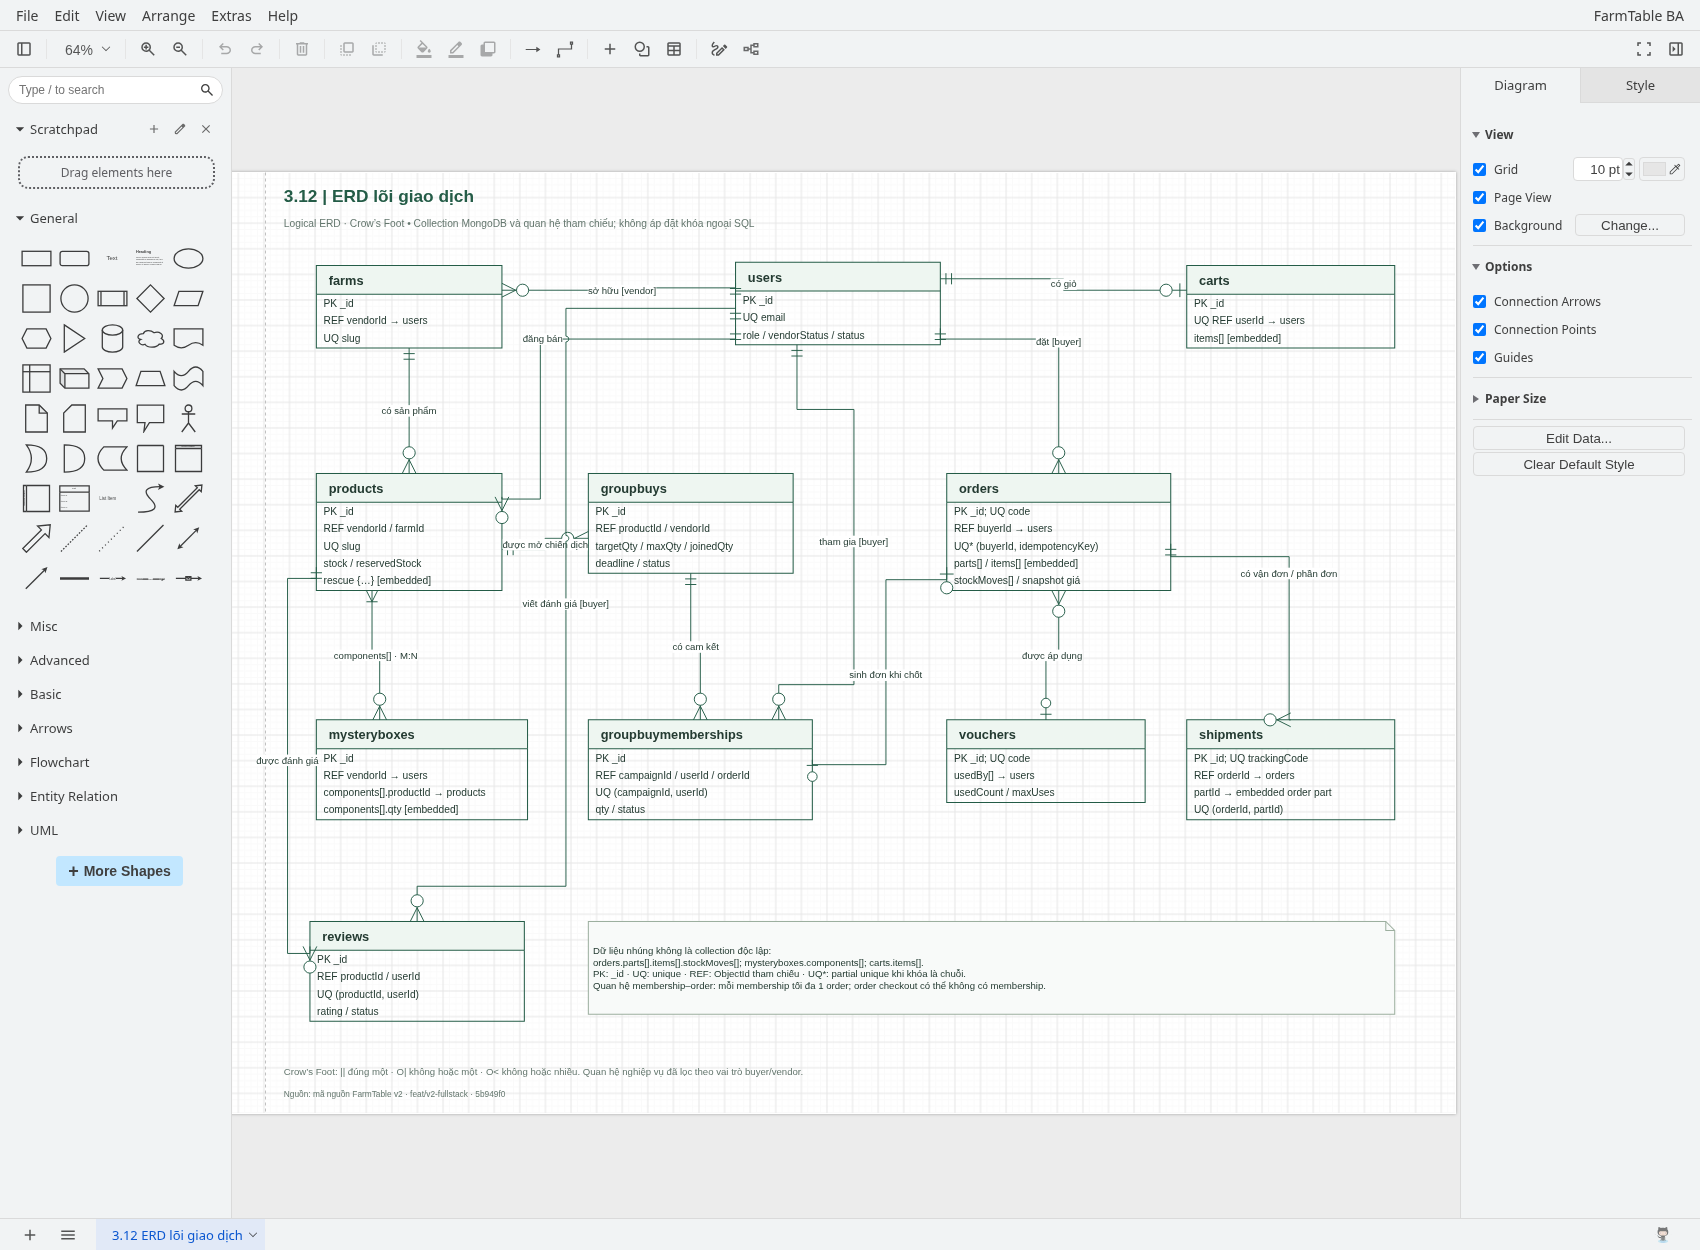 File Edit View Arrange Extras Help
FarmTable BA
64%
Type / to search
Scratchpad
Drag elements here
General
Text
Heading
List Item
Misc
Advanced
Basic
Arrows
Flowchart
Entity Relation
UML
+ More Shapes
3.12 | ERD lõi giao dịch
Logical ERD · Crow's Foot • Collection MongoDB và quan hệ tham chiếu; không áp đặt khóa ngoại SQL
farms
PK _id
REF vendorId → users
UQ slug
sở hữu [vendor]
users
PK _id
UQ email
role / vendorStatus / status
có giỏ
carts
PK _id
UQ REF userId → users
items[] [embedded]
đăng bán
đặt [buyer]
có sản phẩm
products
PK _id
REF vendorId / farmId
UQ slug
stock / reservedStock
rescue {…} [embedded]
được mở chiến dịch
groupbuys
PK _id
REF productId / vendorId
targetQty / maxQty / joinedQty
deadline / status
tham gia [buyer]
orders
PK _id; UQ code
REF buyerId → users
UQ* (buyerId, idempotencyKey)
parts[] / items[] [embedded]
stockMoves[] / snapshot giá
có vận đơn / phần đơn
viết đánh giá [buyer]
components[] · M:N
có cam kết
sinh đơn khi chốt
được áp dụng
được đánh giá
mysteryboxes
PK _id
REF vendorId → users
components[].productId → products
components[].qty [embedded]
groupbuymemberships
PK _id
REF campaignId / userId / orderId
UQ (campaignId, userId)
qty / status
vouchers
PK _id; UQ code
usedBy[] → users
usedCount / maxUses
shipments
PK _id; UQ trackingCode
REF orderId → orders
partId → embedded order part
UQ (orderId, partId)
reviews
PK _id
REF productId / userId
UQ (productId, userId)
rating / status
Dữ liệu nhúng không là collection độc lập:
orders.parts[].items[].stockMoves[]; mysteryboxes.components[]; carts.items[].
PK: _id · UQ: unique · REF: ObjectId tham chiếu · UQ*: partial unique khi khóa là chuỗi.
Quan hệ membership–order: mỗi membership tối đa 1 order; order checkout có thể không có membership.
Crow's Foot: || đúng một · O| không hoặc một · O< không hoặc nhiều. Quan hệ nghiệp vụ đã lọc theo vai trò buyer/vendor.
Nguồn: mã nguồn FarmTable v2 · feat/v2-fullstack · 5b949f0
Diagram Style
View
Grid 10 pt
Page View
Background Change...
Options
Connection Arrows
Connection Points
Guides
Paper Size
Edit Data...
Clear Default Style
3.12 ERD lõi giao dịch